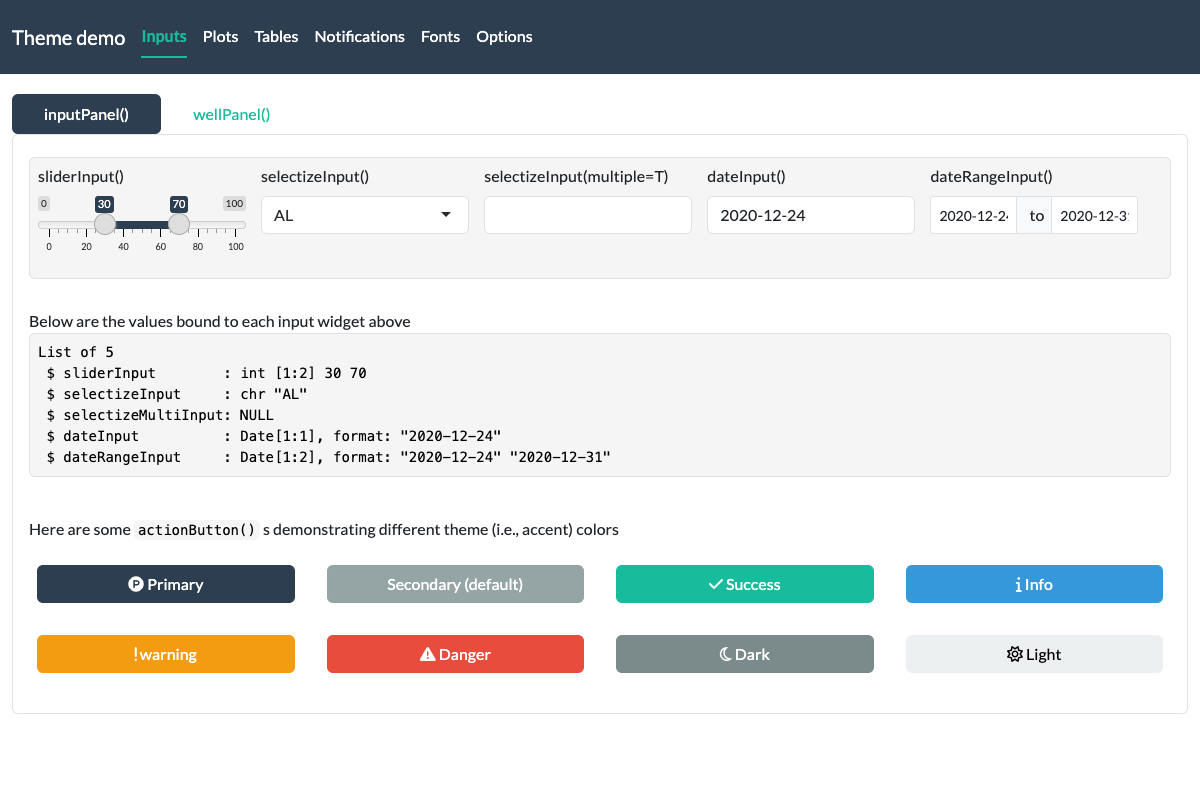 Theme demo Inputs Plots Tables Notifications Fonts Options
inputPanel() wellPanel()
sliderInput() selectizeInput() selectizeInput(multiple=T) dateInput() dateRangeInput()
0 30 70 100
AL 2020-12-24 2020-12-2 to 2020-12-3
0 20 40 60 80 100
Below are the values bound to each input widget above
List of 5
$ sliderInput : int [1:2] 30 70
$ selectizeInput : chr "AL"
$ selectizeMultiInput: NULL
$ dateInput : Date[1:1], format: "2020-12-24"
$ dateRangeInput : Date[1:2], format: "2020-12-24" "2020-12-31"
Here are some actionButton() s demonstrating different theme (i.e., accent) colors
Primary Secondary (default) Success Info
warning Danger Dark Light